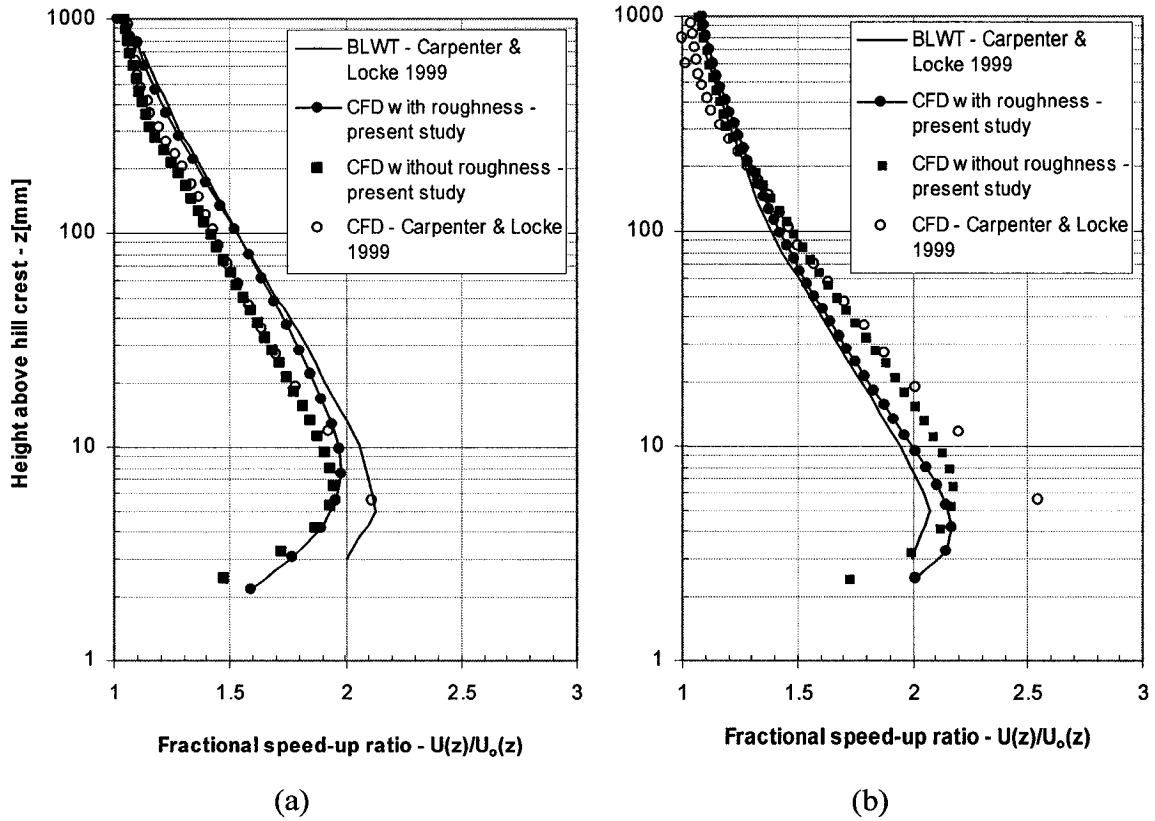 1000
100
10
1
Height above hill crest - z[mm]
BLWT - Carpenter &
Locke 1999
CFD with roughness -
present study
CFD without roughness -
present study
CFD - Carpenter & Locke
1999
1 1.5 2 2.5 3
Fractional speed-up ratio - U(z)/Uₒ(z)
(a)
1000
100
10
1
BLWT - Carpenter &
Locke 1999
CFD with roughness -
present study
CFD without roughness -
present study
CFD - Carpenter & Locke
1999
1 1.5 2 2.5 3
Fractional speed-up ratio - U(z)/Uₒ(z)
(b)